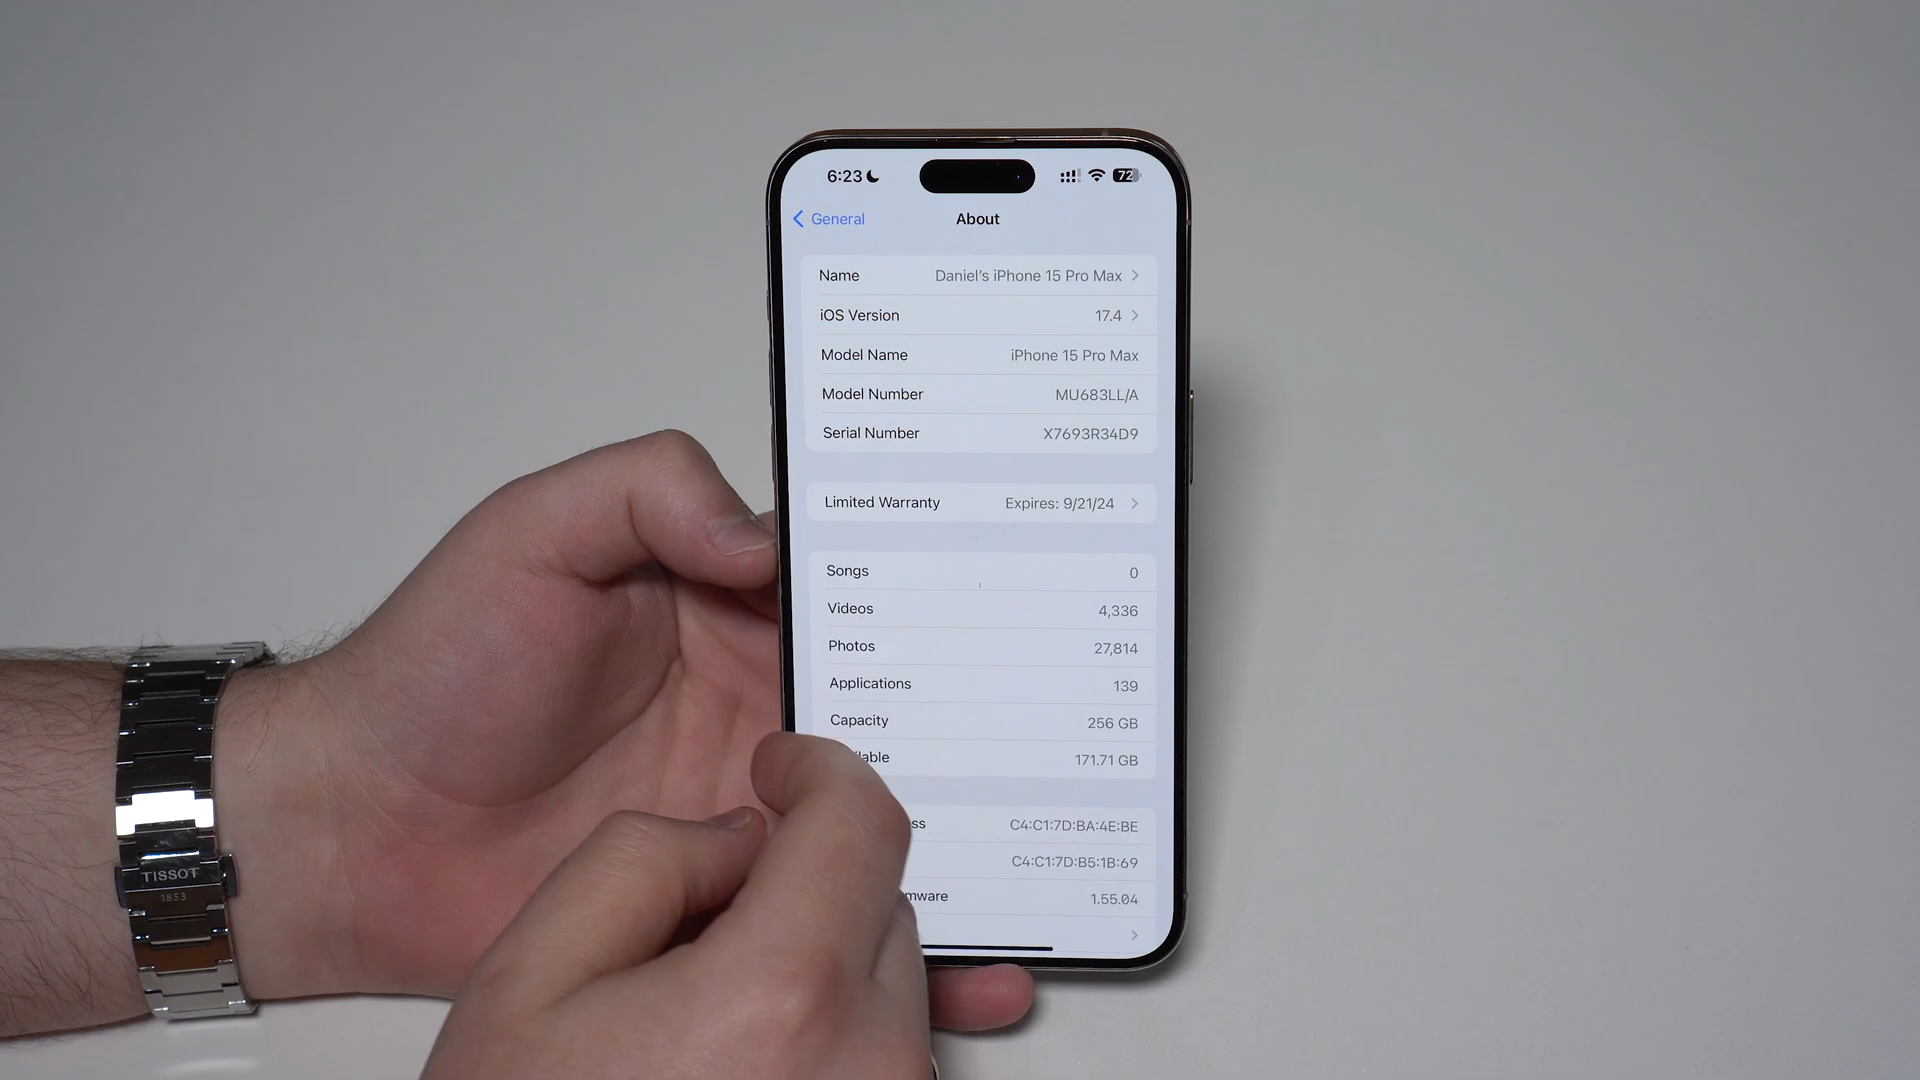 6:23
72
General
About
Name Daniel's iPhone 15 Pro Max
iOS Version 17.4
Model Name iPhone 15 Pro Max
Model Number MU683LL/A
Serial Number X7693R34D9
Limited Warranty Expires: 9/21/24
Songs 0
Videos 4,336
Photos 27,814
Applications 139
Capacity 256 GB
lable 171.71 GB
ss C4:C1:7D:BA:4E:BE
C4:C1:7D:B5:1B:69
mware 1.55.04
TISSOT
1853